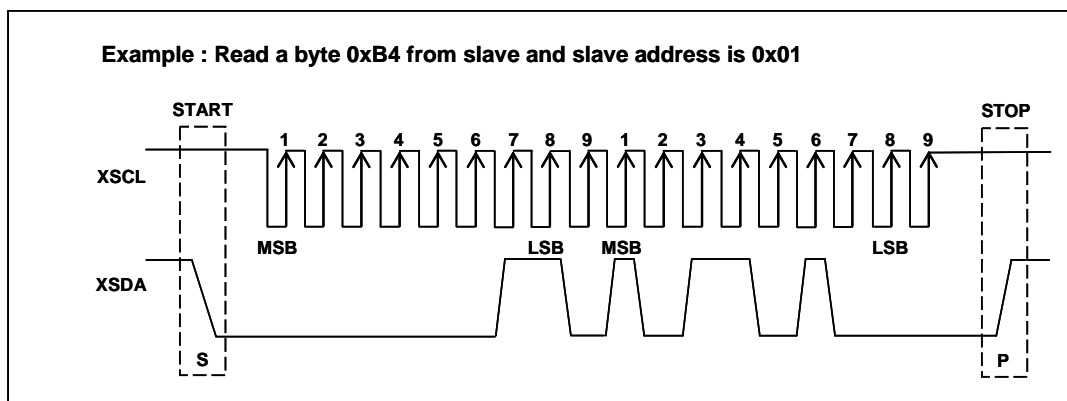 Example : Read a byte 0xB4 from slave and slave address is 0x01
START STOP
1 2 3 4 5 6 7 8 9 1 2 3 4 5 6 7 8 9
XSCL
MSB LSB MSB LSB
XSDA
S P